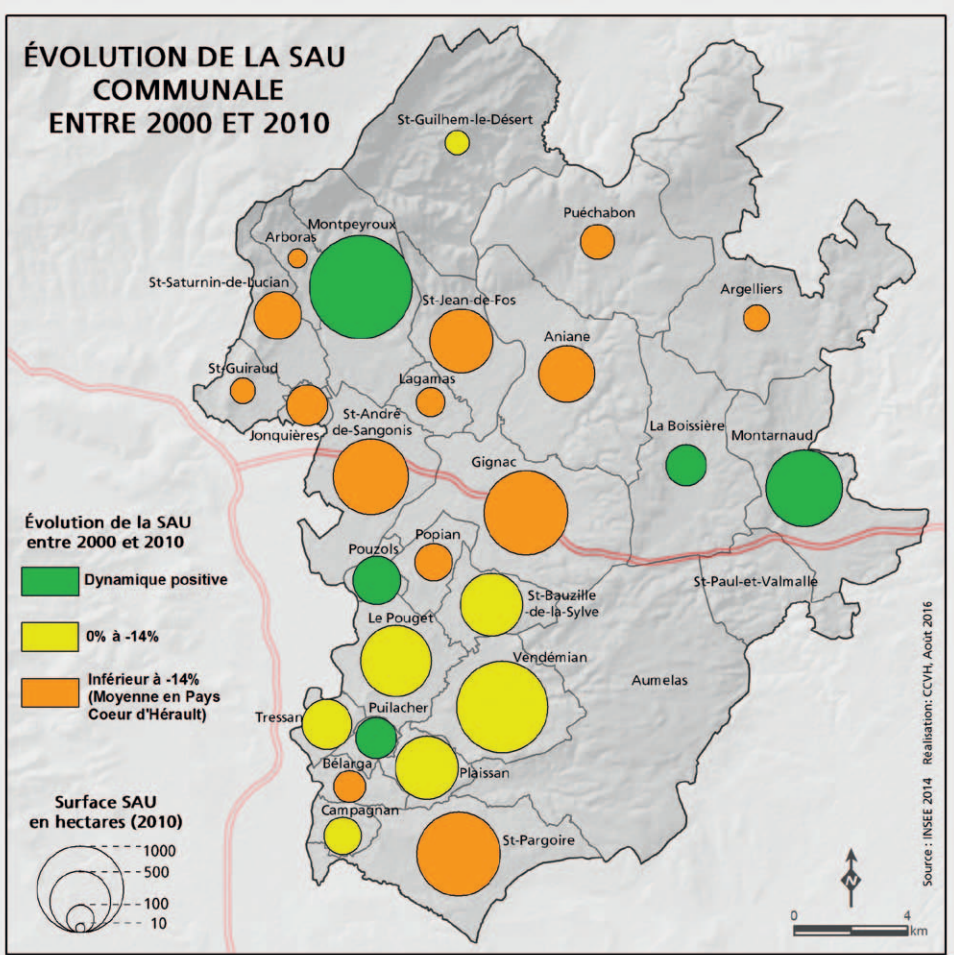 ÉVOLUTION DE LA SAU
COMMUNALE
ENTRE 2000 ET 2010
St-Guilhem-le-Désert
Puéchabon
Montpeyroux
Arboras
St-Saturnin-de-Lucian
Argelliers
St-Jean-de-Fos
Aniane
St-Guiraud
Lagamas
Jonquières
St-André
de-Sangonis
La Boissière
Montarnaud
Gignac
Évolution de la SAU
entre 2000 et 2010
Dynamique positive
0% à -14%
Inférieur à -14%
(Moyenne en Pays
Coeur d'Hérault)
Popian
Pouzols
St-Paul-et-Valmalle
St-Bauzille
-de-la-Sylve
Le Pouget
Vendémian
Aumelas
Tressan
Puilacher
Bélarga
Plaissan
Campagnan
St-Pargoire
Surface SAU
en hectares (2010)
1000
500
100
10
N
0 4
km
Source : INSEE 2014 Réalisation: CCVH, Août 2016